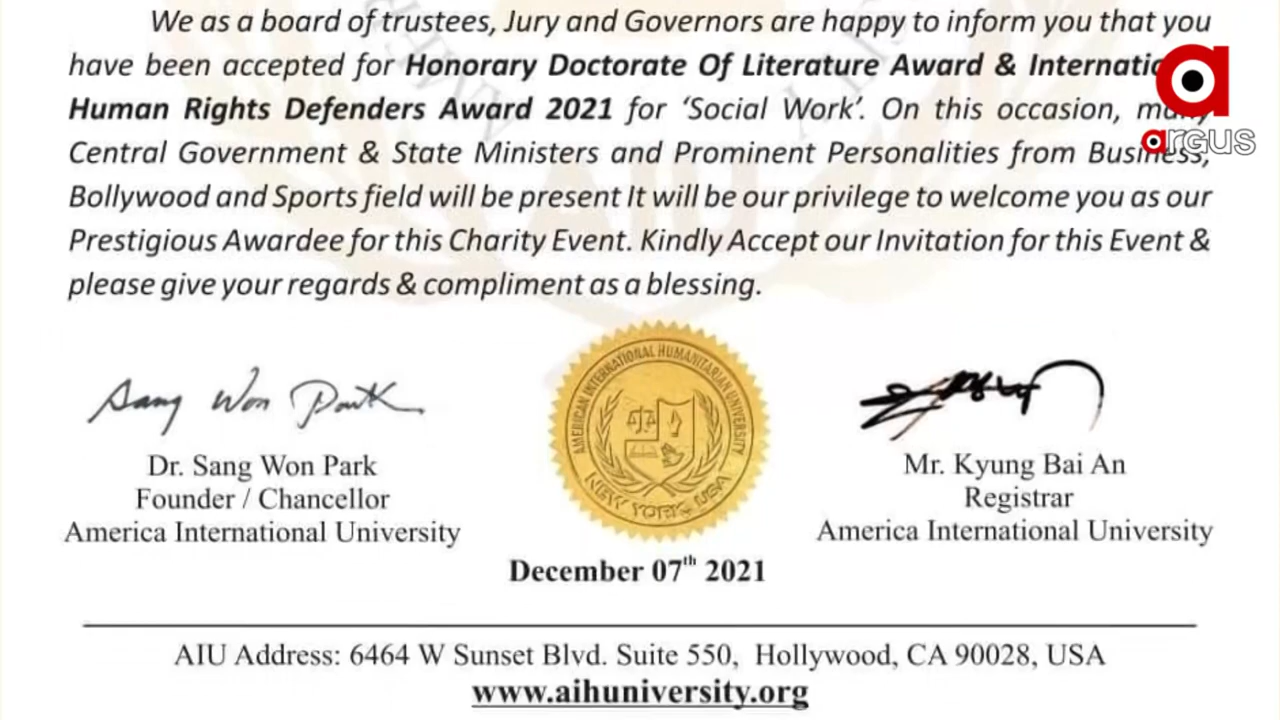 We as a board of trustees, Jury and Governors are happy to inform you that you
have been accepted for Honorary Doctorate Of Literature Award & Internatio
Human Rights Defenders Award 2021 for ‘Social Work’. On this occasion, many
Central Government & State Ministers and Prominent Personalities from Business,
Bollywood and Sports field will be present It will be our privilege to welcome you as our
Prestigious Awardee for this Charity Event. Kindly Accept our Invitation for this Event &
please give your regards & compliment as a blessing.
a
argus
AIU
Sang Won Park
AMERICAN INTERNATIONAL HUMANITARIAN UNIVERSITY
NEW YORK, USA
Dr. Sang Won Park
Founder / Chancellor
America International University
Mr. Kyung Bai An
Registrar
America International University
December 07th 2021
AIU Address: 6464 W Sunset Blvd. Suite 550, Hollywood, CA 90028, USA
www.aihuniversity.org